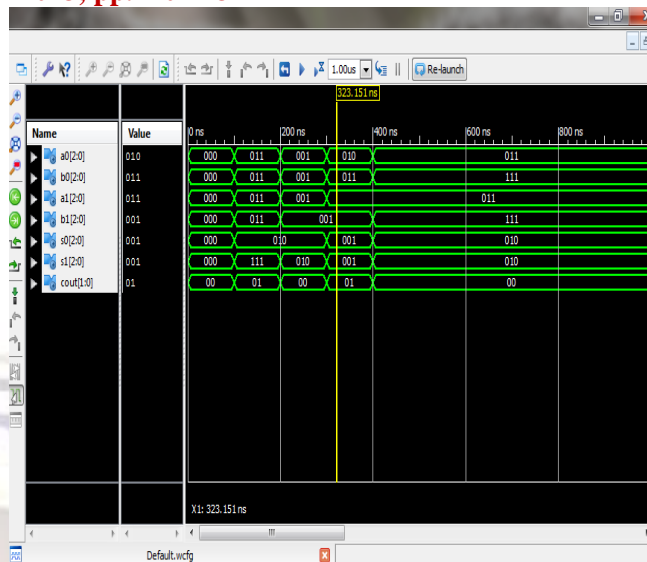 1.00us
Re-launch
323.151 ns
Name Value 0 ns 200 ns 400 ns 600 ns 800 ns
a0[2:0] 010 000 011 001 010 011
b0[2:0] 011 000 011 001 011 111
a1[2:0] 011 000 011 001 011
b1[2:0] 001 000 011 001 111
s0[2:0] 001 000 010 001 010
s1[2:0] 001 000 111 010 001 010
cout[1:0] 01 00 01 00 01 00
X1: 323.151 ns
Default.wcfg